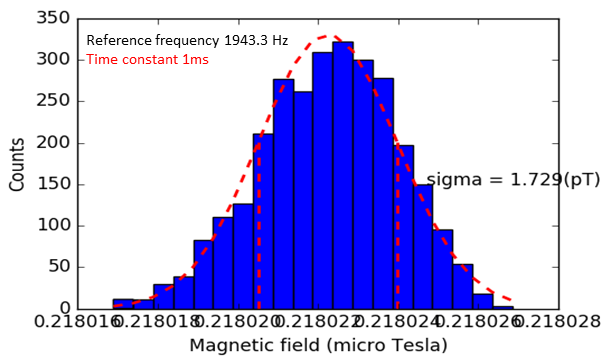 350
300
250
200
150
100
50
0
Counts
Reference frequency 1943.3 Hz
Time constant 1ms
sigma = 1.729(pT)
0.218016 0.218018 0.218020 0.218022 0.218024 0.218026 0.218028
Magnetic field (micro Tesla)